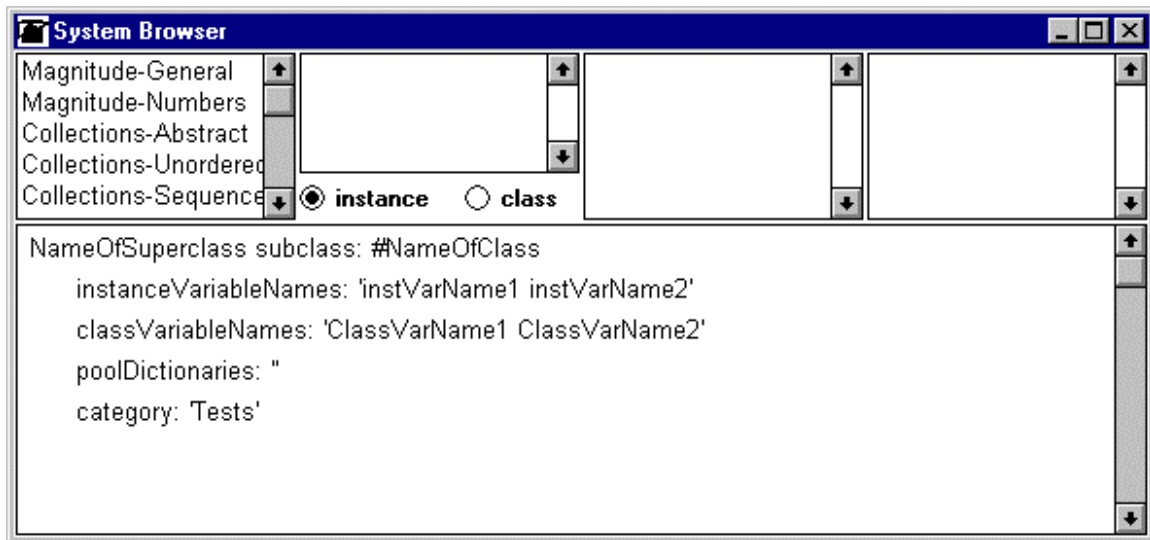 System Browser
Magnitude-General
Magnitude-Numbers
Collections-Abstract
Collections-Unordered
Collections-Sequence
instance class
NameOfSuperclass subclass: #NameOfClass
instanceVariableNames: 'instVarName1 instVarName2'
classVariableNames: 'ClassVarName1 ClassVarName2'
poolDictionaries: ''
category: 'Tests'